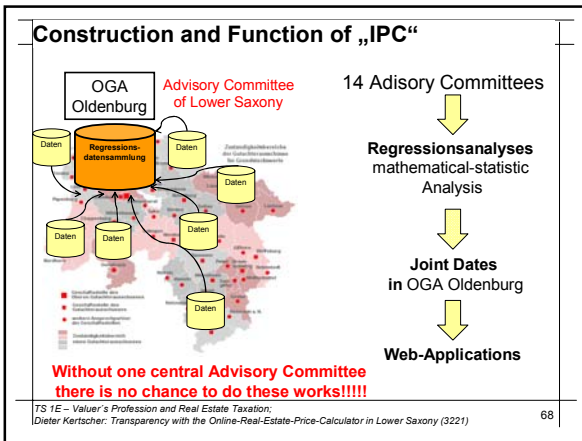 Construction and Function of „IPC“
OGA
Oldenburg
Advisory Committee
of Lower Saxony
Regressions-
datensammlung
Daten
Daten
Daten
Daten
Daten
Daten
Daten
Daten
14 Adisory Committees
Regressionsanalyses
mathematical-statistic
Analysis
Joint Dates
in OGA Oldenburg
Web-Applications
Without one central Advisory Committee
there is no chance to do these works!!!!!
TS 1E – Valuer´s Profession and Real Estate Taxation;
Dieter Kertscher: Transparency with the Online-Real-Estate-Price-Calculator in Lower Saxony (3221)
68